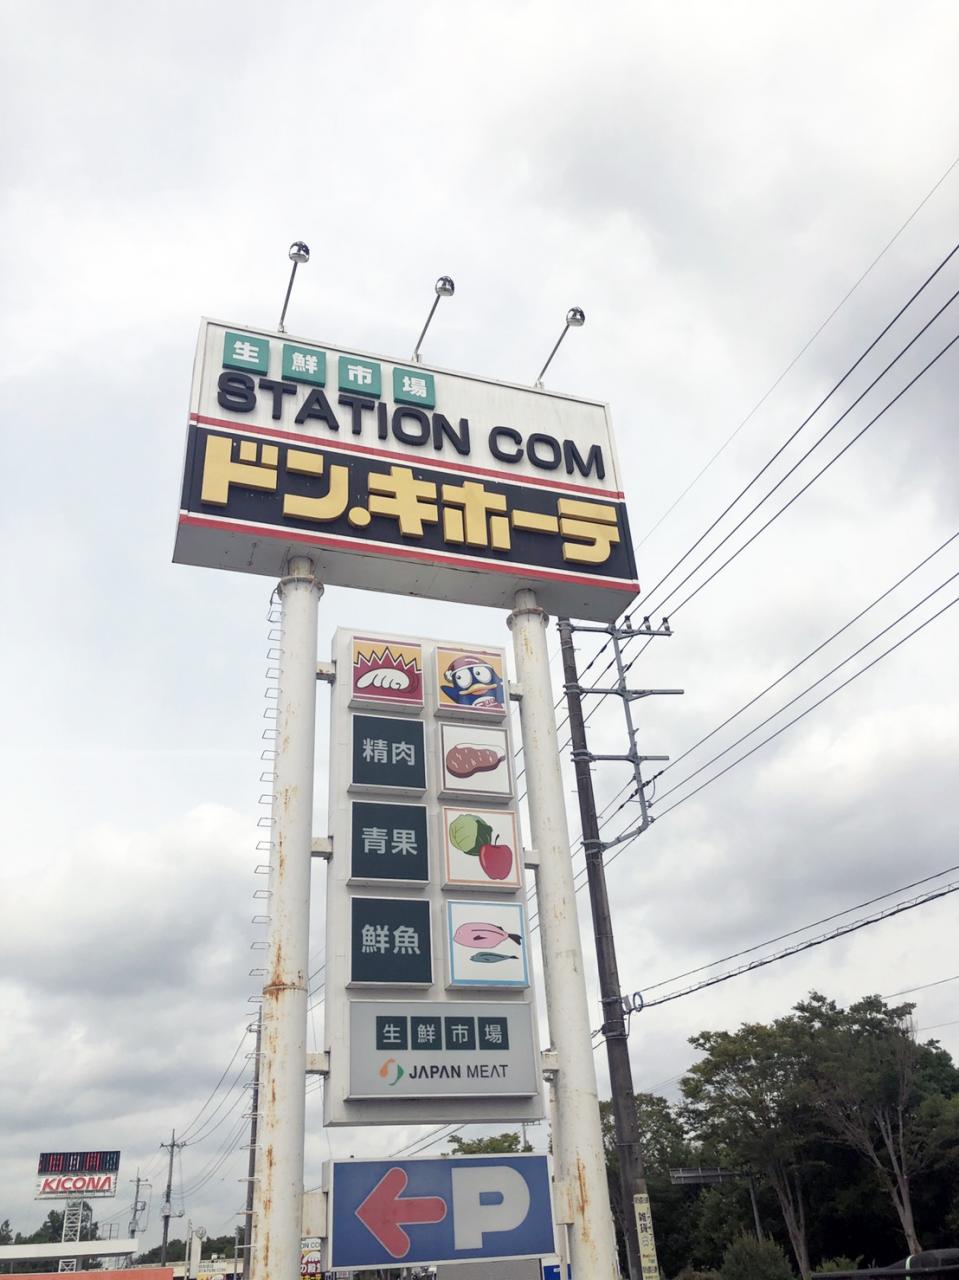 生鮮市場
STATION COM
ドン.キホーテ
精肉
青果
鮮魚
生鮮市場
JAPAN MEAT
P
KICONA